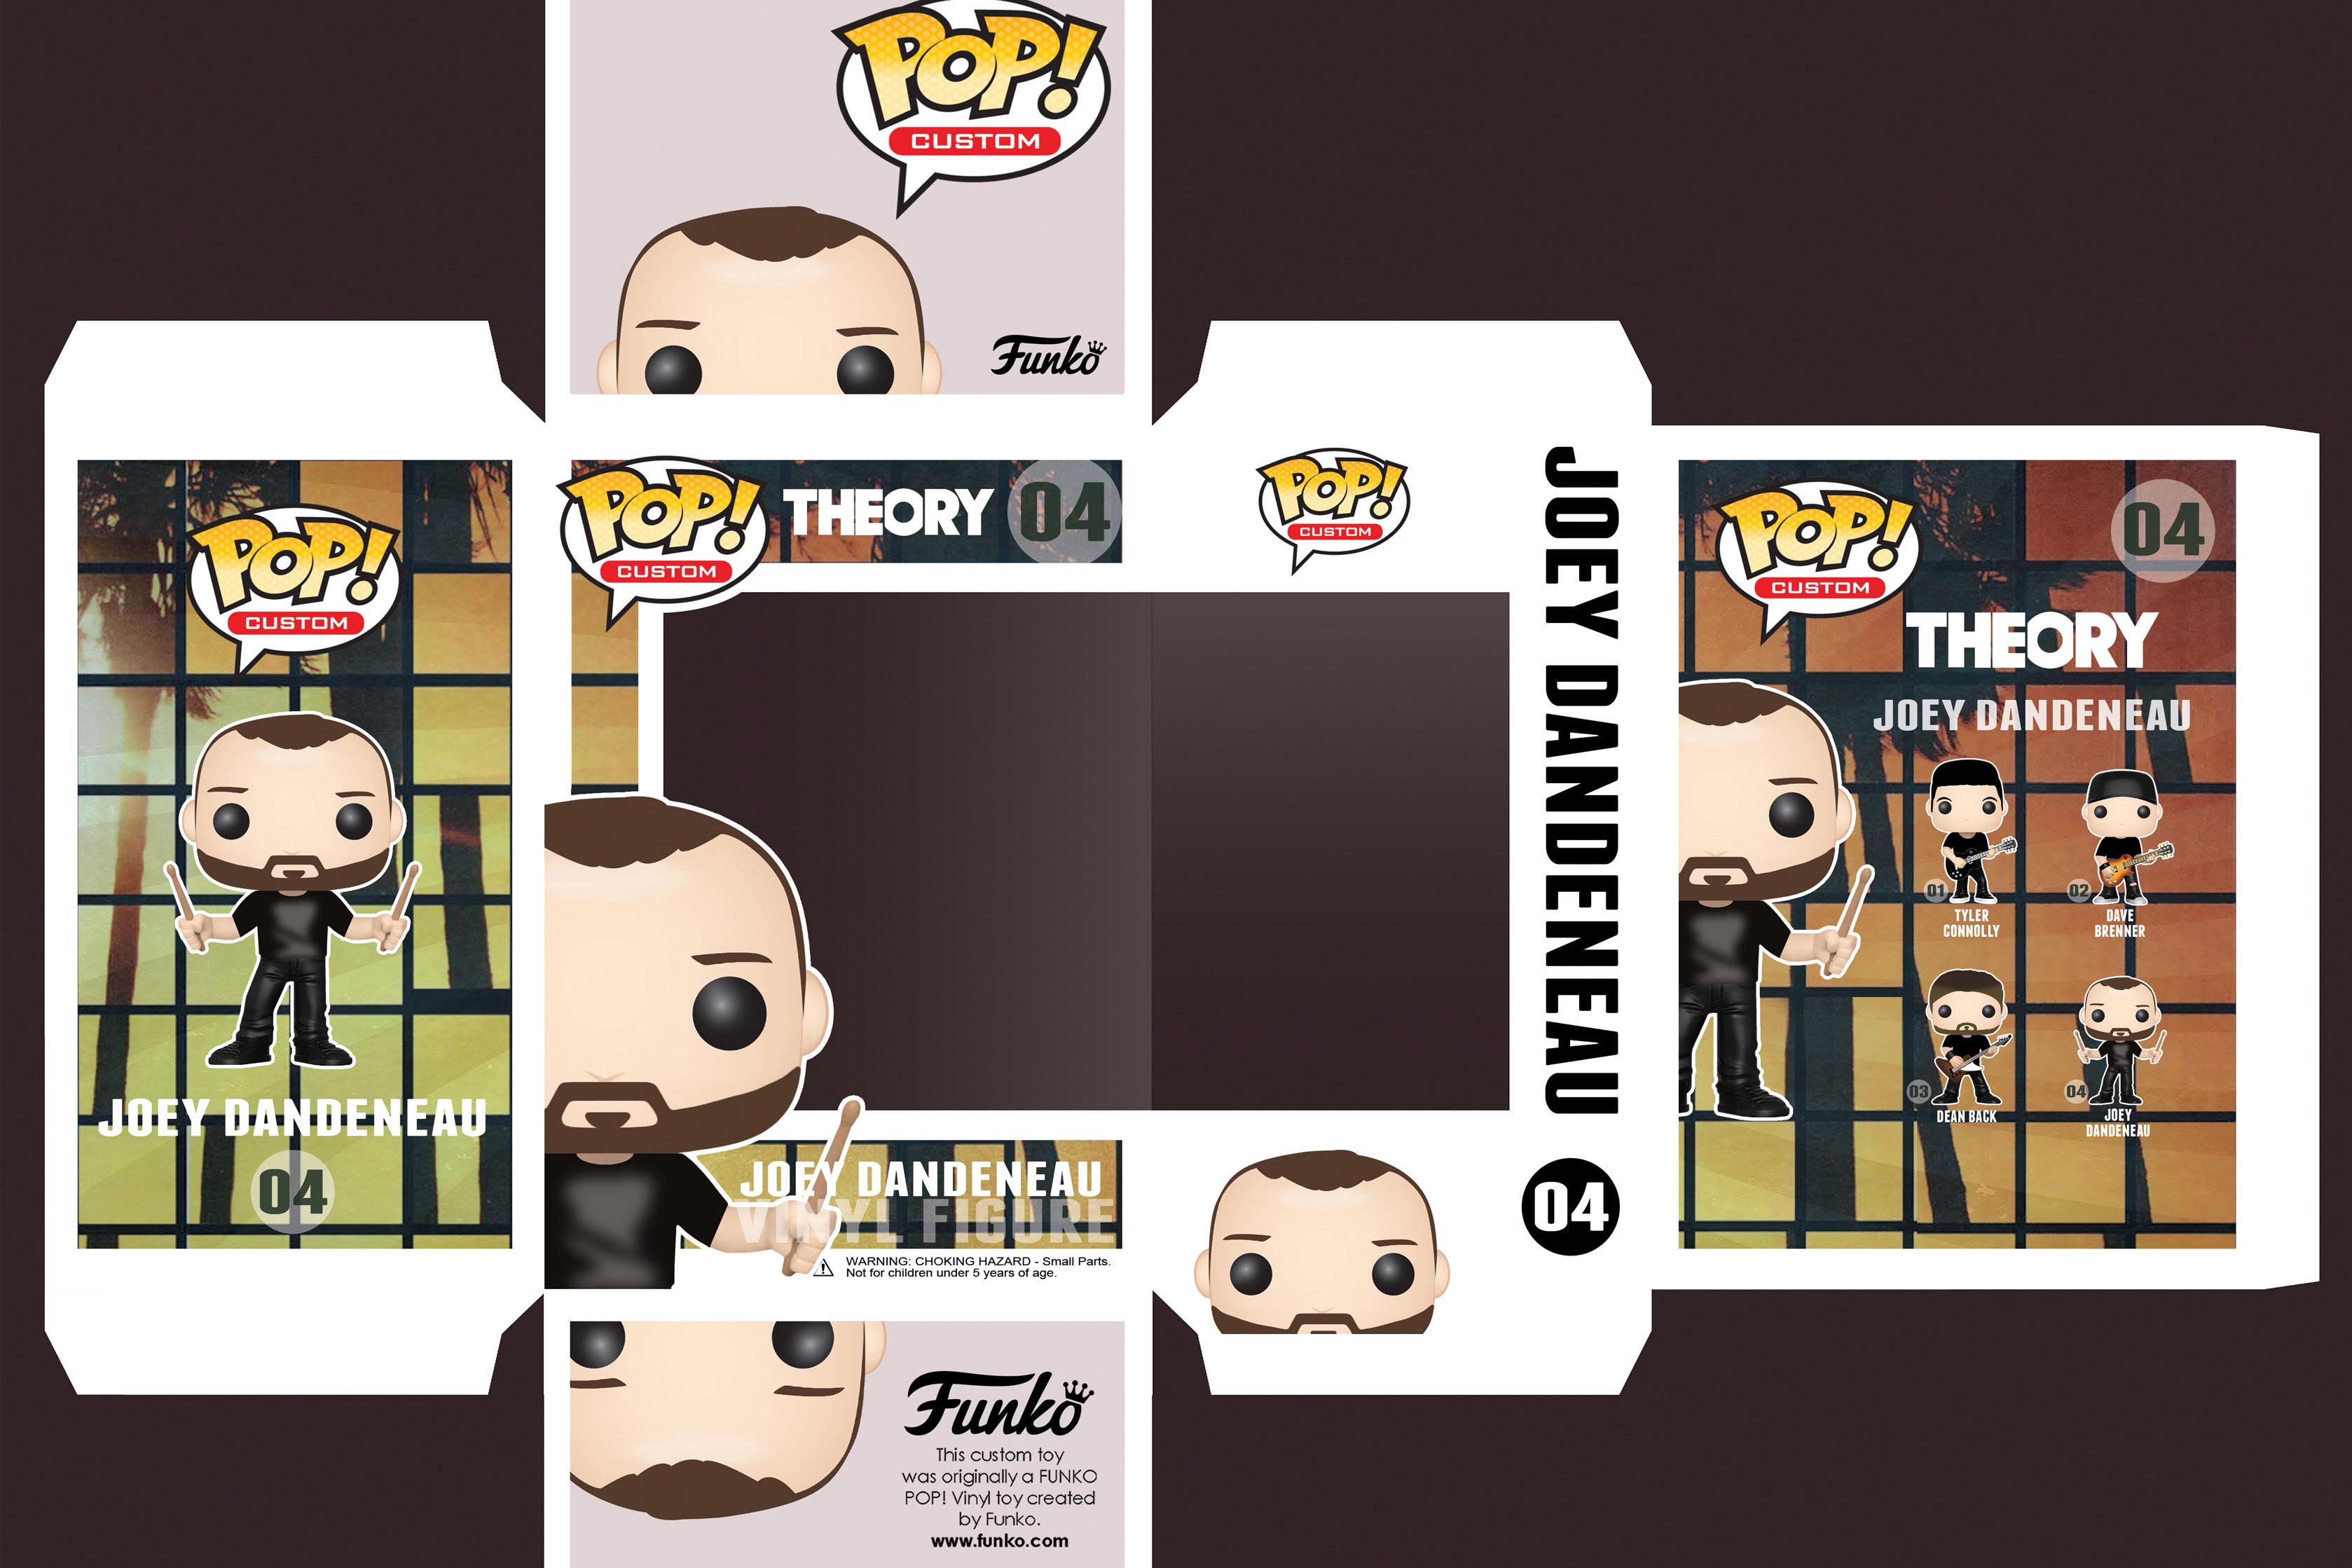 POP!
CUSTOM
Funko
POP!
CUSTOM
JOEY DANDENEAU
04
POP!
CUSTOM
THEORY
04
JOEY DANDENEAU
VINYL FIGURE
WARNING: CHOKING HAZARD - Small Parts.
Not for children under 5 years of age.
POP!
CUSTOM
JOEY DANDENEAU
04
POP!
CUSTOM
04
THEORY
JOEY DANDENEAU
01
TYLER
CONNOLLY
02
DAVE
BRENNER
03
DEAN BACK
04
JOEY
DANDENEAU
Funko
This custom toy
was originally a FUNKO
POP! Vinyl toy created
by Funko.
www.funko.com